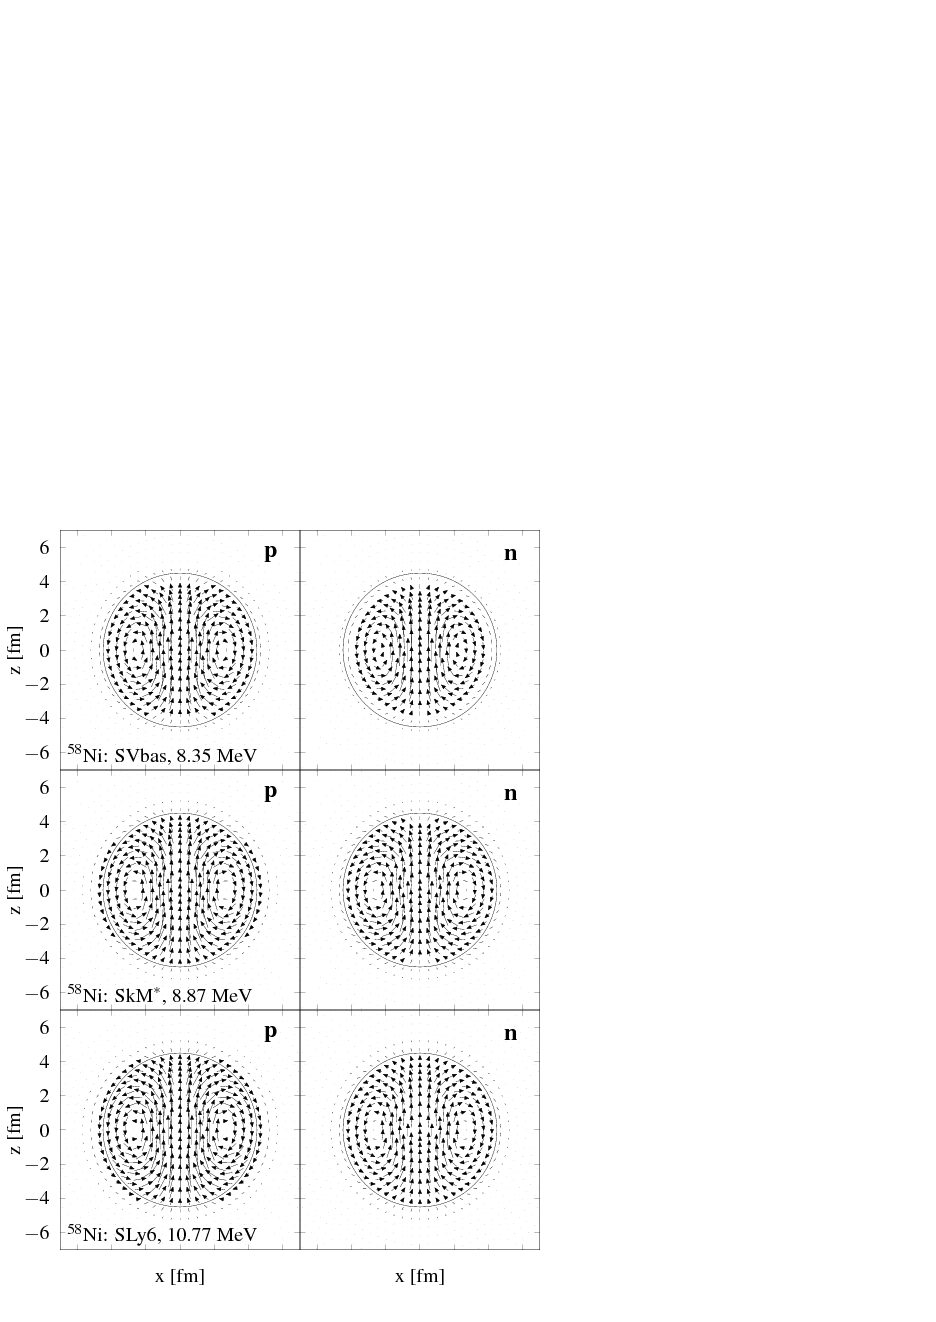 p n
6
4
2
0
−2
−4
−6
z [fm]
⁵⁸Ni: SVbas, 8.35 MeV
p n
6
4
2
0
−2
−4
−6
z [fm]
⁵⁸Ni: SkM*, 8.87 MeV
p n
6
4
2
0
−2
−4
−6
z [fm]
⁵⁸Ni: SLy6, 10.77 MeV
x [fm] x [fm]